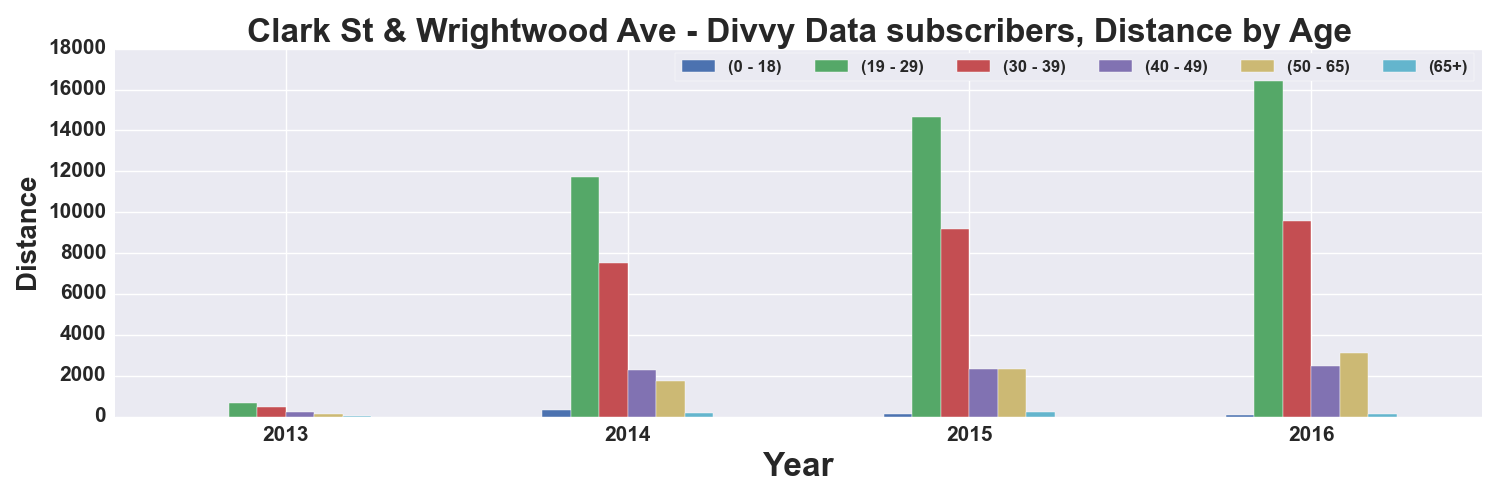 Clark St & Wrightwood Ave - Divvy Data subscribers, Distance by Age
18000
(0 - 18) (19 - 29) (30 - 39) (40 - 49) (50 - 65) (65+)
16000
14000
12000
10000
8000
6000
4000
2000
0
Distance
2013 2014 2015 2016
Year